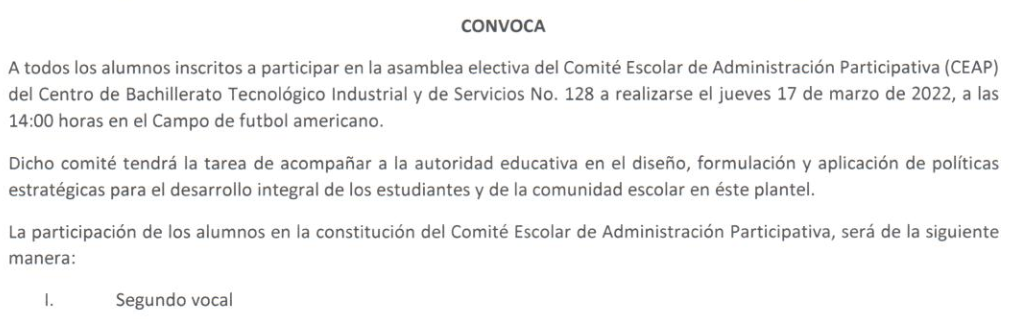 CONVOCA
A todos los alumnos inscritos a participar en la asamblea electiva del Comité Escolar de Administración Participativa (CEAP)
del Centro de Bachillerato Tecnológico Industrial y de Servicios No. 128 a realizarse el jueves 17 de marzo de 2022, a las
14:00 horas en el Campo de futbol americano.
Dicho comité tendrá la tarea de acompañar a la autoridad educativa en el diseño, formulación y aplicación de políticas
estratégicas para el desarrollo integral de los estudiantes y de la comunidad escolar en éste plantel.
La participación de los alumnos en la constitución del Comité Escolar de Administración Participativa, será de la siguiente
manera:
I. Segundo vocal